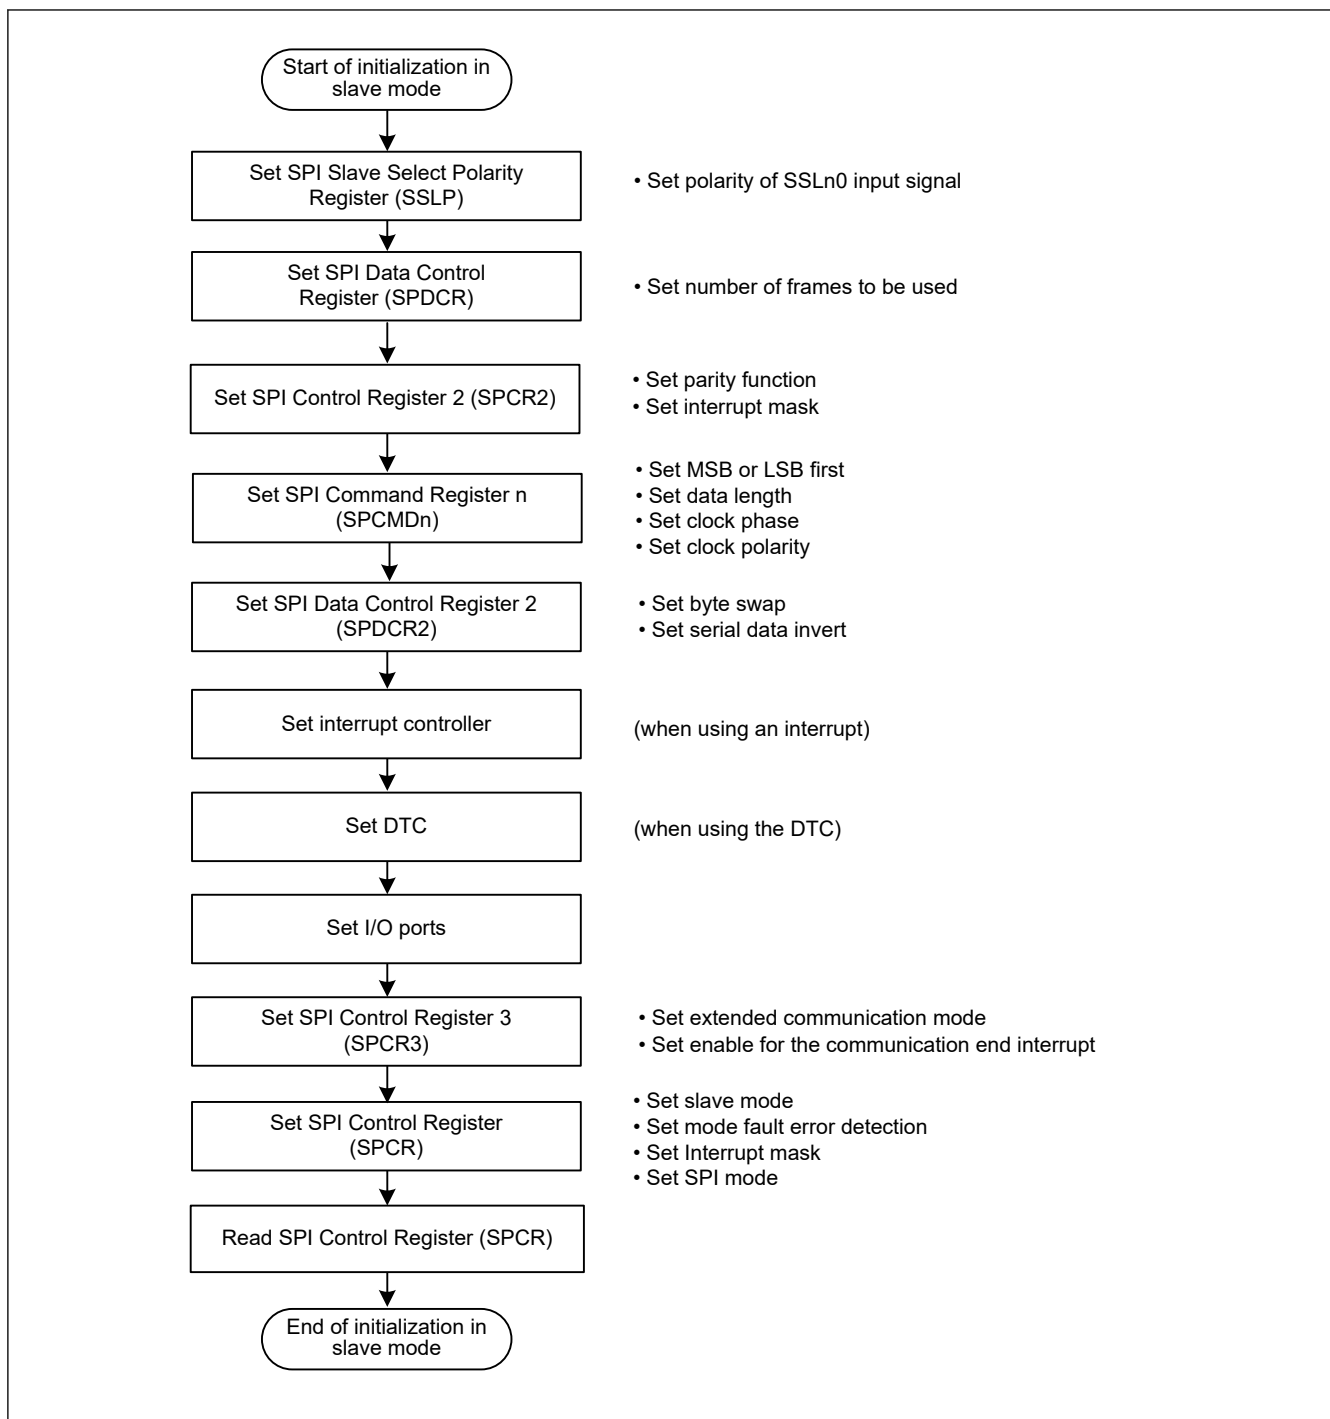 Start of initialization in
slave mode
Set SPI Slave Select Polarity
Register (SSLP)
• Set polarity of SSLn0 input signal
Set SPI Data Control
Register (SPDCR)
• Set number of frames to be used
Set SPI Control Register 2 (SPCR2)
• Set parity function
• Set interrupt mask
Set SPI Command Register n
(SPCMDn)
• Set MSB or LSB first
• Set data length
• Set clock phase
• Set clock polarity
Set SPI Data Control Register 2
(SPDCR2)
• Set byte swap
• Set serial data invert
Set interrupt controller
(when using an interrupt)
Set DTC
(when using the DTC)
Set I/O ports
Set SPI Control Register 3
(SPCR3)
• Set extended communication mode
• Set enable for the communication end interrupt
Set SPI Control Register
(SPCR)
• Set slave mode
• Set mode fault error detection
• Set Interrupt mask
• Set SPI mode
Read SPI Control Register (SPCR)
End of initialization in
slave mode